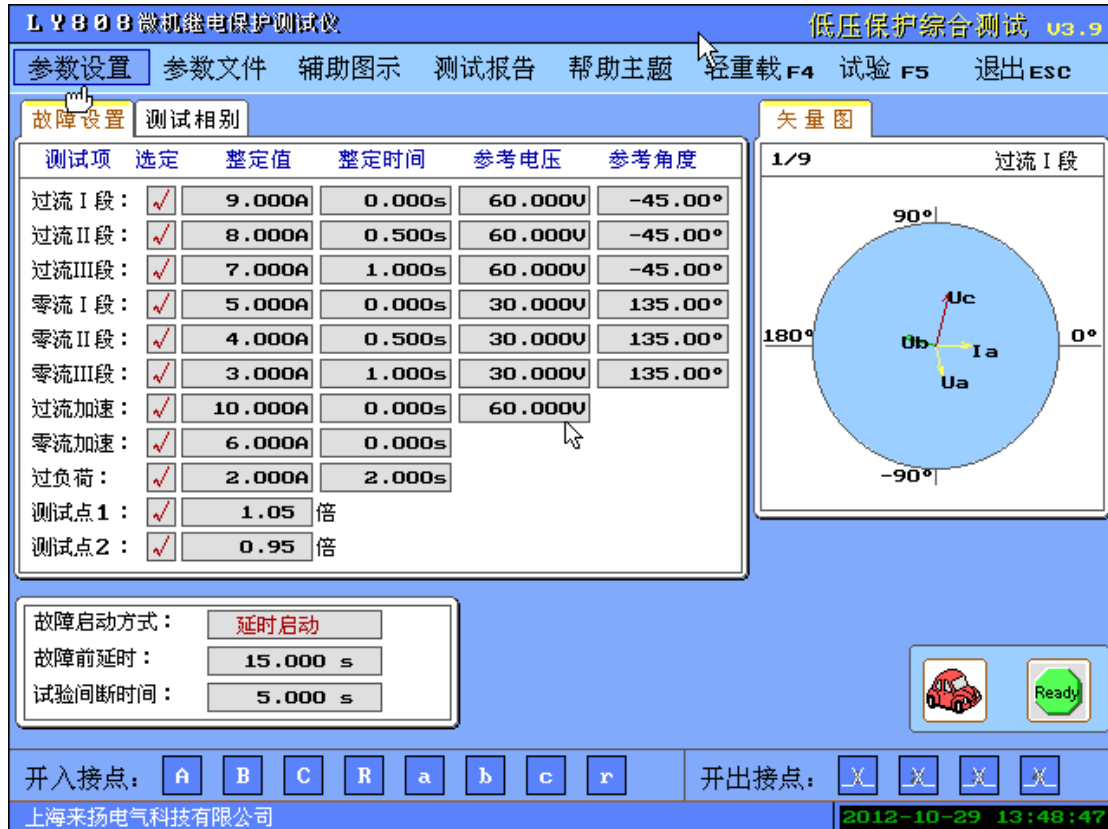 LY808微机继电保护测试仪 低压保护综合测试 V3.9
参数设置 参数文件 辅助图示 测试报告 帮助主题 轻重载F4 试验 F5 退出ESC
故障设置 测试相别 矢量图
测试项 选定 整定值 整定时间 参考电压 参考角度
过流I段： 9.000A 0.000s 60.000V -45.00°
过流II段： 8.000A 0.500s 60.000V -45.00°
过流III段： 7.000A 1.000s 60.000V -45.00°
零流I段： 5.000A 0.000s 30.000V 135.00°
零流II段： 4.000A 0.500s 30.000V 135.00°
零流III段： 3.000A 1.000s 30.000V 135.00°
过流加速： 10.000A 0.000s 60.000V
零流加速： 6.000A 0.000s
过负荷： 2.000A 2.000s
测试点1： 1.05 倍
测试点2： 0.95 倍
1/9 过流I段
90°
180° 0°
Uc
Ub Ia
Ua
-90°
故障启动方式： 延时启动
故障前延时： 15.000 s
试验间断时间： 5.000 s
Ready
开入接点： A B C R a b c r 开出接点：
上海来扬电气科技有限公司 2012-10-29 13:48:47